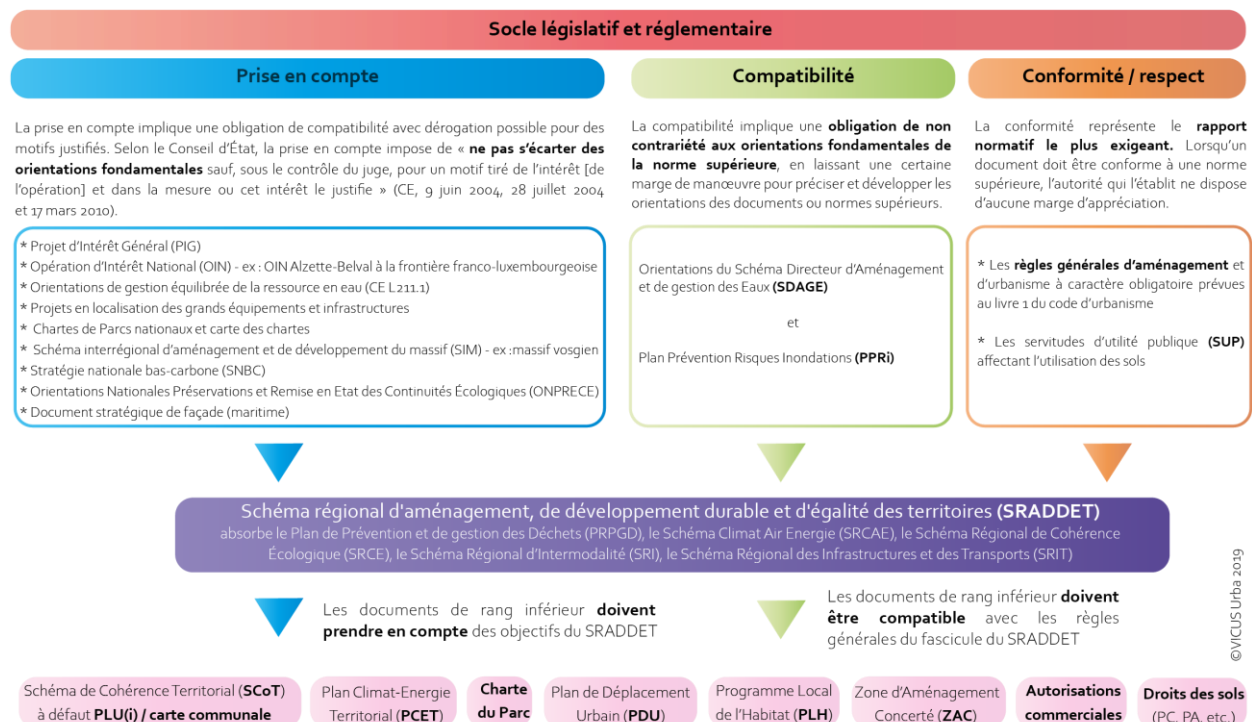 Socle législatif et réglementaire
Prise en compte
Compatibilité
Conformité / respect
La prise en compte implique une obligation de compatibilité avec dérogation possible pour des
motifs justifiés. Selon le Conseil d'État, la prise en compte impose de « ne pas s'écarter des
orientations fondamentales sauf, sous le contrôle du juge, pour un motif tiré de l'intérêt [de
l'opération] et dans la mesure ou cet intérêt le justifie » (CE, 9 juin 2004, 28 juillet 2004
et 17 mars 2010).
La compatibilité implique une obligation de non
contrariété aux orientations fondamentales de
la norme supérieure, en laissant une certaine
marge de manœuvre pour préciser et développer les
orientations des documents ou normes supérieurs.
La conformité représente le rapport
normatif le plus exigeant. Lorsqu'un
document doit être conforme à une norme
supérieure, l'autorité qui l'établit ne dispose
d'aucune marge d'appréciation.
* Projet d'Intérêt Général (PIG)
* Opération d'Intérêt National (OIN) - ex : OIN Alzette-Belval à la frontière franco-luxembourgeoise
* Orientations de gestion équilibrée de la ressource en eau (CE L211.1)
* Projets en localisation des grands équipements et infrastructures
* Chartes de Parcs nationaux et carte des chartes
* Schéma interrégional d'aménagement et de développement du massif (SIM) - ex :massif vosgien
* Stratégie nationale bas-carbone (SNBC)
* Orientations Nationales Préservations et Remise en Etat des Continuités Écologiques (ONPRECE)
* Document stratégique de façade (maritime)
Orientations du Schéma Directeur d'Aménagement
et de gestion des Eaux (SDAGE)
et
Plan Prévention Risques Inondations (PPRi)
* Les règles générales d'aménagement et
d'urbanisme à caractère obligatoire prévues
au livre 1 du code d'urbanisme
* Les servitudes d'utilité publique (SUP)
affectant l'utilisation des sols
Schéma régional d'aménagement, de développement durable et d'égalité des territoires (SRADDET)
absorbe le Plan de Prévention et de gestion des Déchets (PRPGD), le Schéma Climat Air Energie (SRCAE), le Schéma Régional de Cohérence
Écologique (SRCE), le Schéma Régional d'Intermodalité (SRI), le Schéma Régional des Infrastructures et des Transports (SRIT)
Les documents de rang inférieur doivent
prendre en compte des objectifs du SRADDET
Les documents de rang inférieur doivent
être compatible avec les règles
générales du fascicule du SRADDET
©VICUS Urba 2019
Schéma de Cohérence Territorial (SCoT)
à défaut PLU(i) / carte communale
Plan Climat-Energie
Territorial (PCET)
Charte
du Parc
Plan de Déplacement
Urbain (PDU)
Programme Local
de l'Habitat (PLH)
Zone d'Aménagement
Concerté (ZAC)
Autorisations
commerciales
Droits des sols
(PC, PA, etc.)